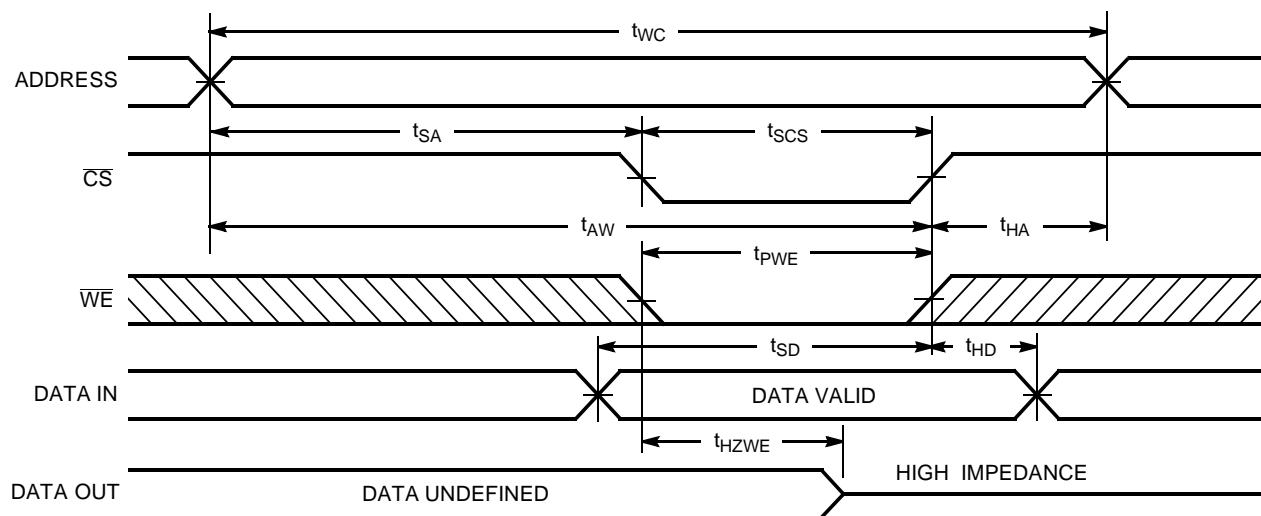 tWC
ADDRESS
tSA tSCS
CS
tAW tHA
tPWE
WE
tSD tHD
DATA IN DATA VALID
tHZWE
HIGH IMPEDANCE
DATA OUT DATA UNDEFINED